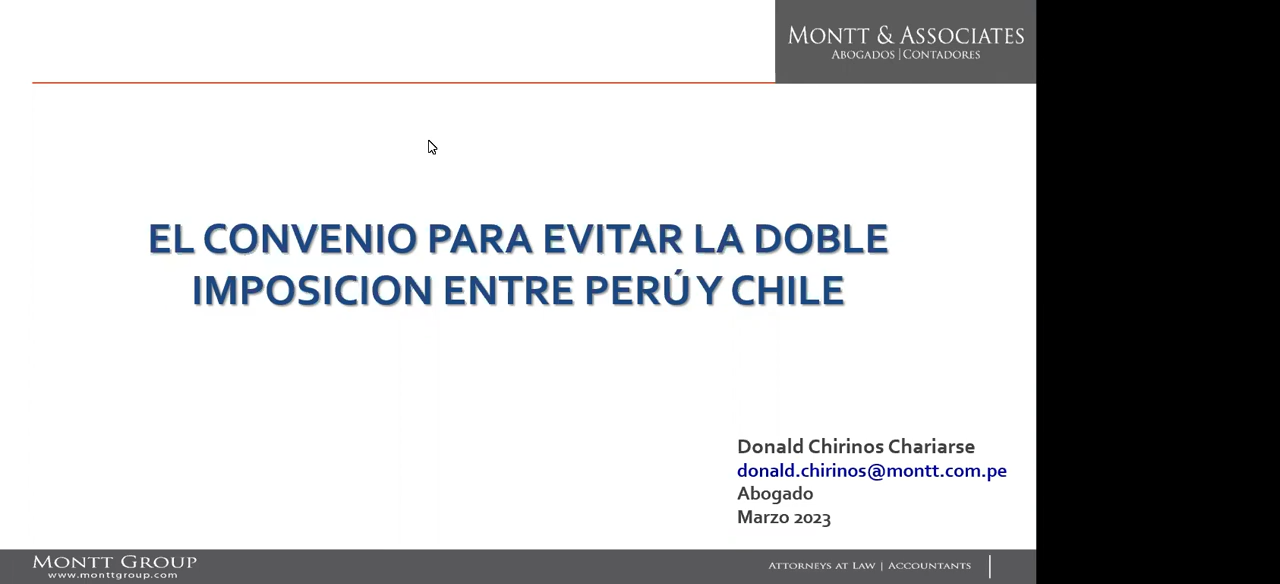 MONTT & ASSOCIATES
ABOGADOS | CONTADORES
EL CONVENIO PARA EVITAR LA DOBLE
IMPOSICION ENTRE PERÚ Y CHILE
Donald Chirinos Chariarse
donald.chirinos@montt.com.pe
Abogado
Marzo 2023
MONTT GROUP
www.monttgroup.com
ATTORNEYS AT LAW | ACCOUNTANTS